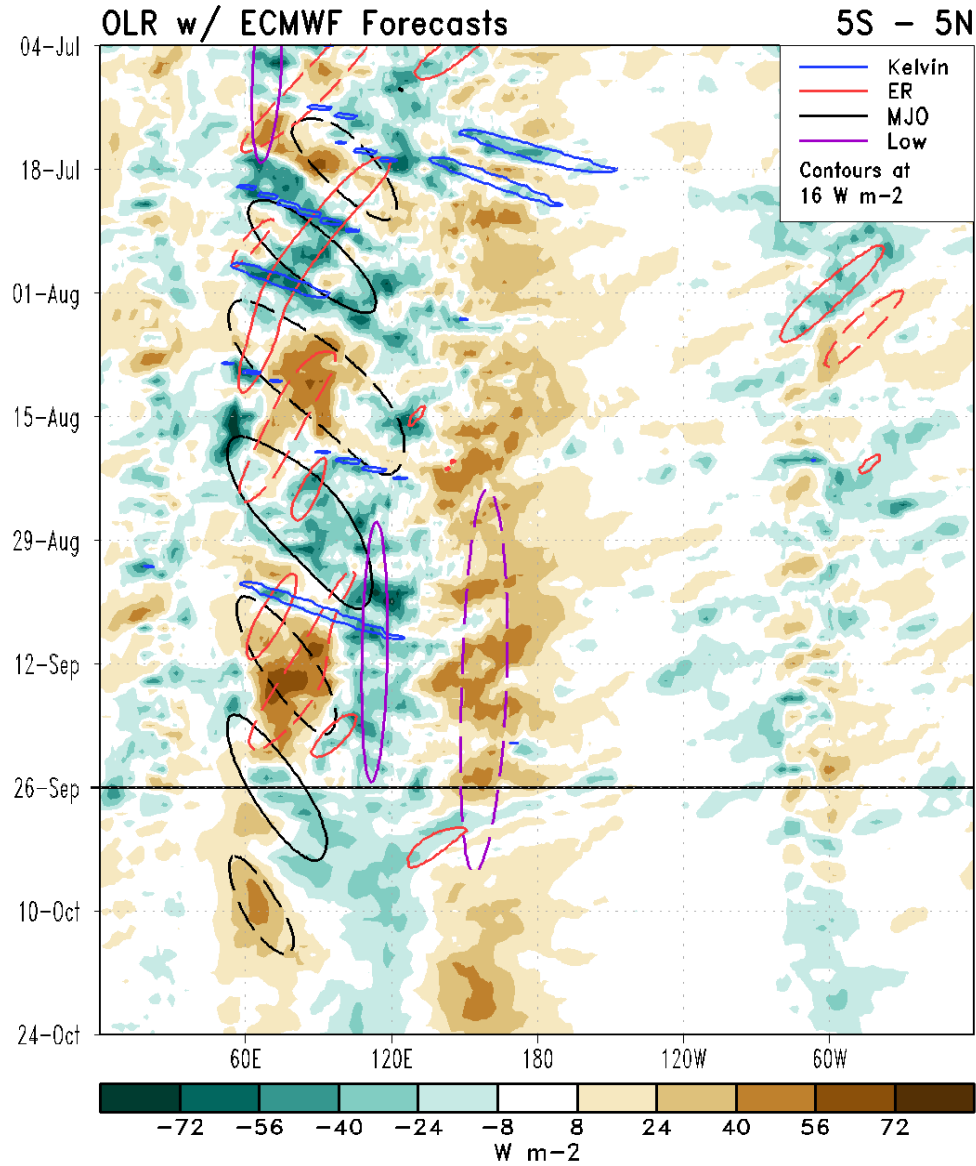 OLR w/ ECMWF Forecasts 5S - 5N
Kelvin
ER
MJO
Low
Contours at
16 W m-2
04-Jul
18-Jul
01-Aug
15-Aug
29-Aug
12-Sep
26-Sep
10-Oct
24-Oct
60E 120E 180 120W 60W
-72 -56 -40 -24 -8 8 24 40 56 72
W m-2